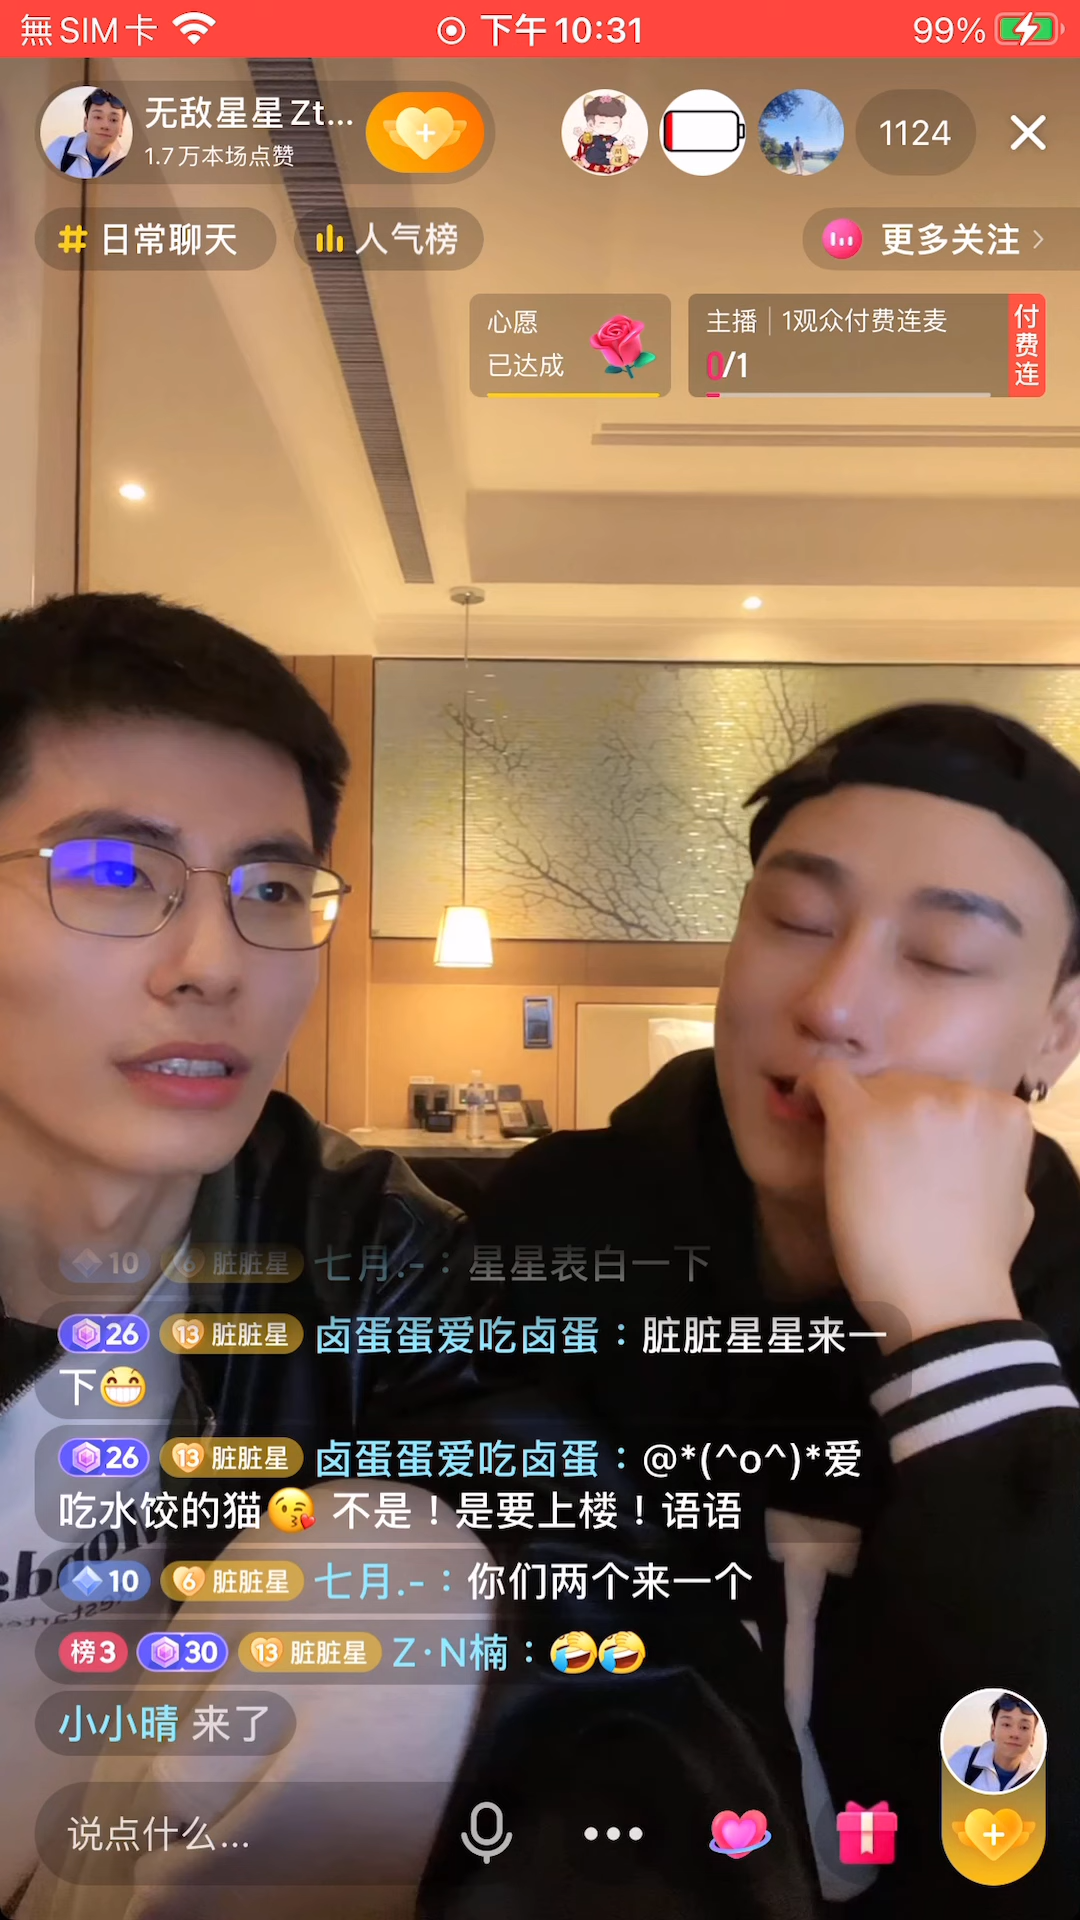 無SIM卡
下午10:31
99%
无敌星星Zt...
1.7万本场点赞
1124
日常聊天
人气榜
更多关注
心愿
已达成
主播|1观众付费连麦
0/1
付费连
10 6 脏脏星 七月.-：星星表白一下
26 13 脏脏星 卤蛋蛋爱吃卤蛋：脏脏星星来一
下😁
26 13 脏脏星 卤蛋蛋爱吃卤蛋：@*(^o^)*爱
吃水饺的猫😘 不是！是要上楼！语语
10 6 脏脏星 七月.-：你们两个来一个
榜3 30 13 脏脏星 Z·N楠：🤣🤣
小小晴 来了
说点什么...